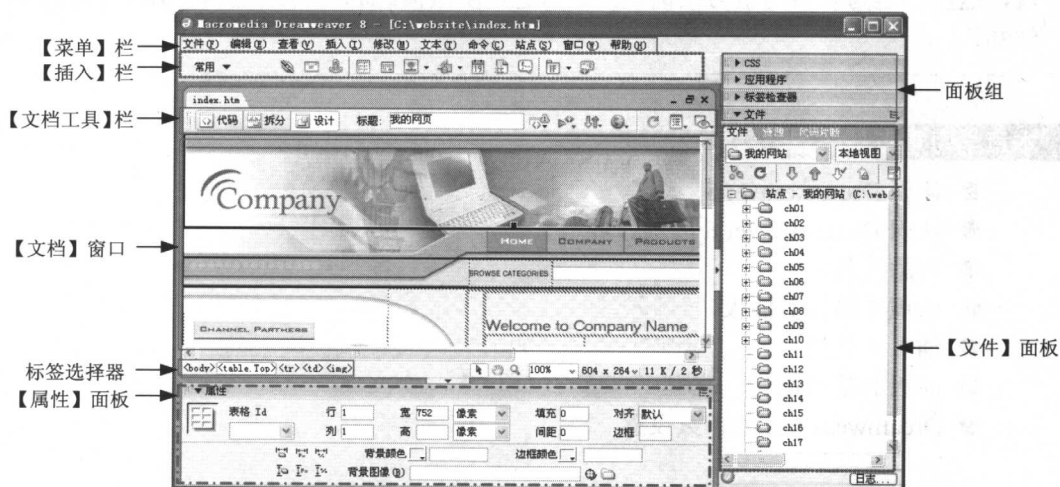 Macromedia Dreamweaver 8 - [C:\website\index.htm]
【菜单】栏
文件(F) 编辑(E) 查看(V) 插入(I) 修改(M) 文本(T) 命令(C) 站点(S) 窗口(W) 帮助(H)
【插入】栏
常用
index.htm
【文档工具】栏
代码 拆分 设计 标题: 我的网页
Company
【文档】窗口
HOME COMPANY PRODUCTS
BROWSE CATEGORIES
CHANNEL PARTNERS
Welcome to Company Name
标签选择器
<body><table.Top><tr><td><img>
100% 604 x 264 11 K / 2 秒
【属性】面板
属性
表格 Id 行 1 宽 752 像素 填充 0 对齐 默认
列 1 高 像素 间距 0 边框
背景颜色 边框颜色
背景图像(B)
CSS
应用程序
标签检查器
文件
面板组
文件 资源 代码片断
我的网站 本地视图
站点 - 我的网站 (C:\web
ch01
ch02
ch03
ch04
ch05
ch06
ch07
ch08
ch09
ch10
ch11
ch12
ch13
ch14
ch15
ch16
ch17
【文件】面板
日志...